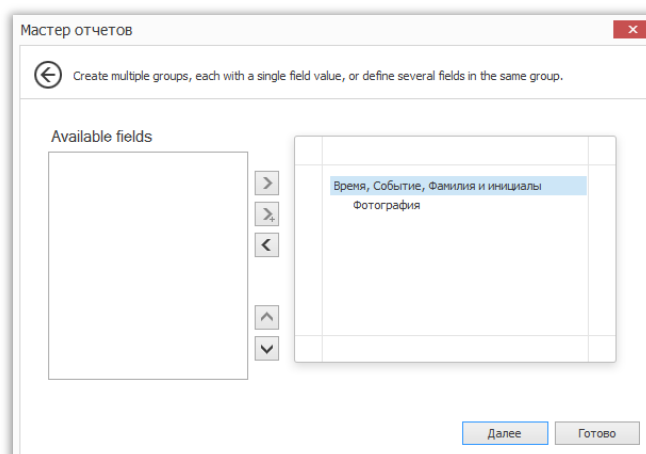 Мастер отчетов
Create multiple groups, each with a single field value, or define several fields in the same group.
Available fields
Время, Событие, Фамилия и инициалы
Фотография
Далее
Готово